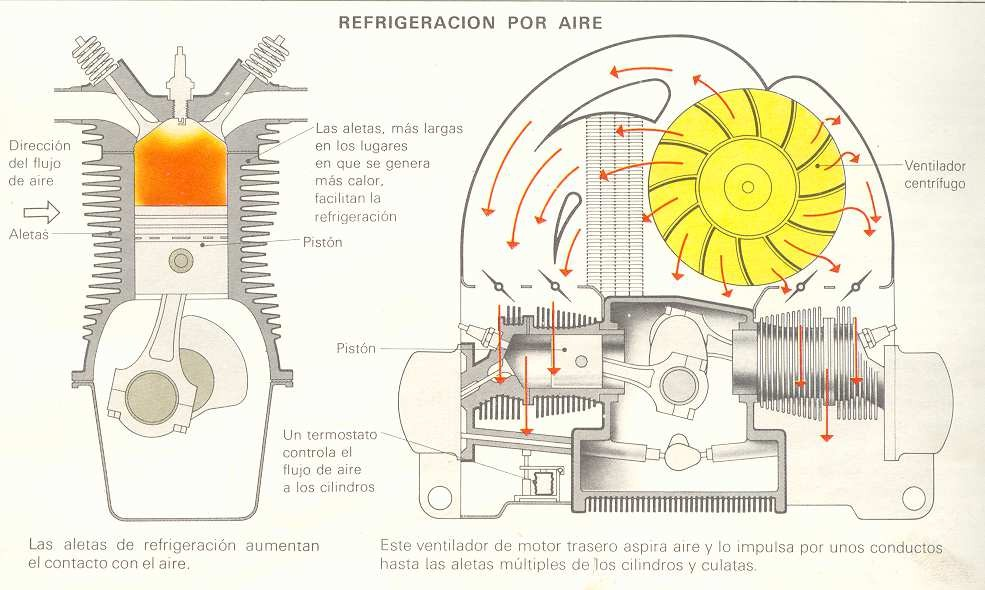 REFRIGERACION POR AIRE
Dirección
del flujo
de aire
Aletas
Las aletas, más largas
en los lugares
en que se genera
más calor,
facilitan la
refrigeración
Pistón
Ventilador
centrífugo
Pistón
Un termostato
controla el
flujo de aire
a los cilindros
Las aletas de refrigeración aumentan
el contacto con el aire.
Este ventilador de motor trasero aspira aire y lo impulsa por unos conductos
hasta las aletas múltiples de los cilindros y culatas.